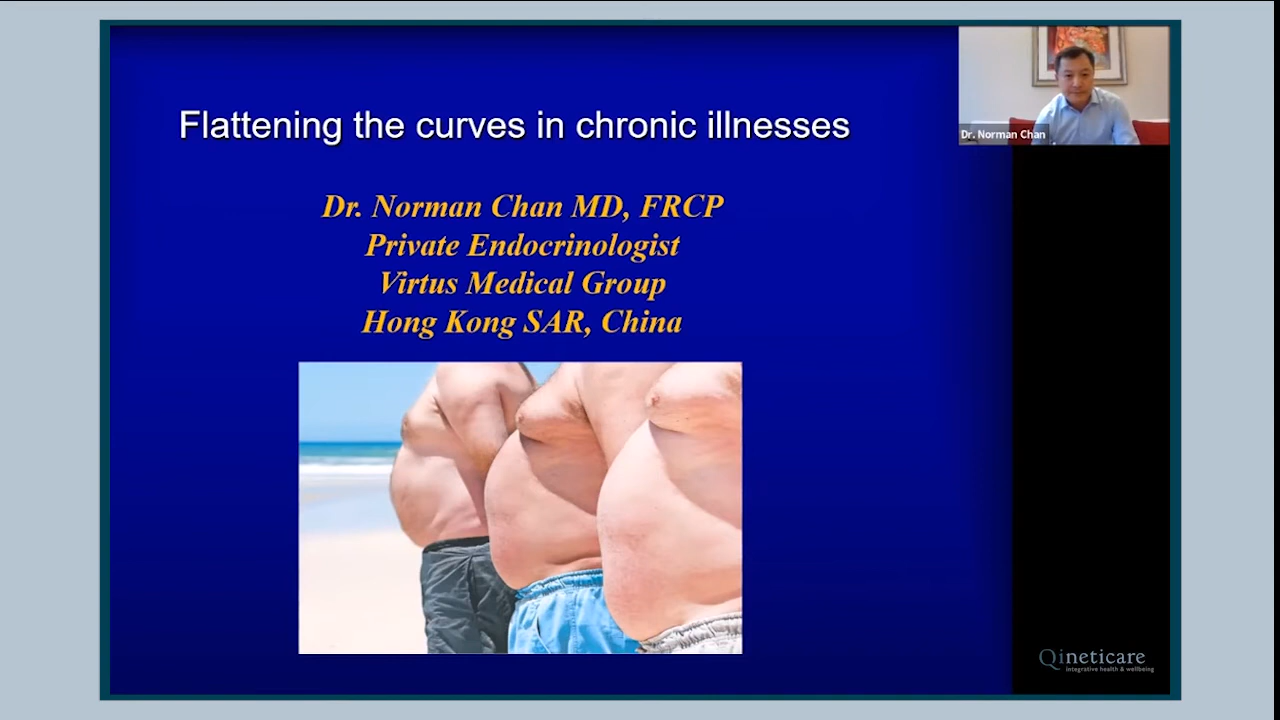 Flattening the curves in chronic illnesses
Dr. Norman Chan MD, FRCP
Private Endocrinologist
Virtus Medical Group
Hong Kong SAR, China
Dr. Norman Chan
Qineticare
integrative health & wellbeing